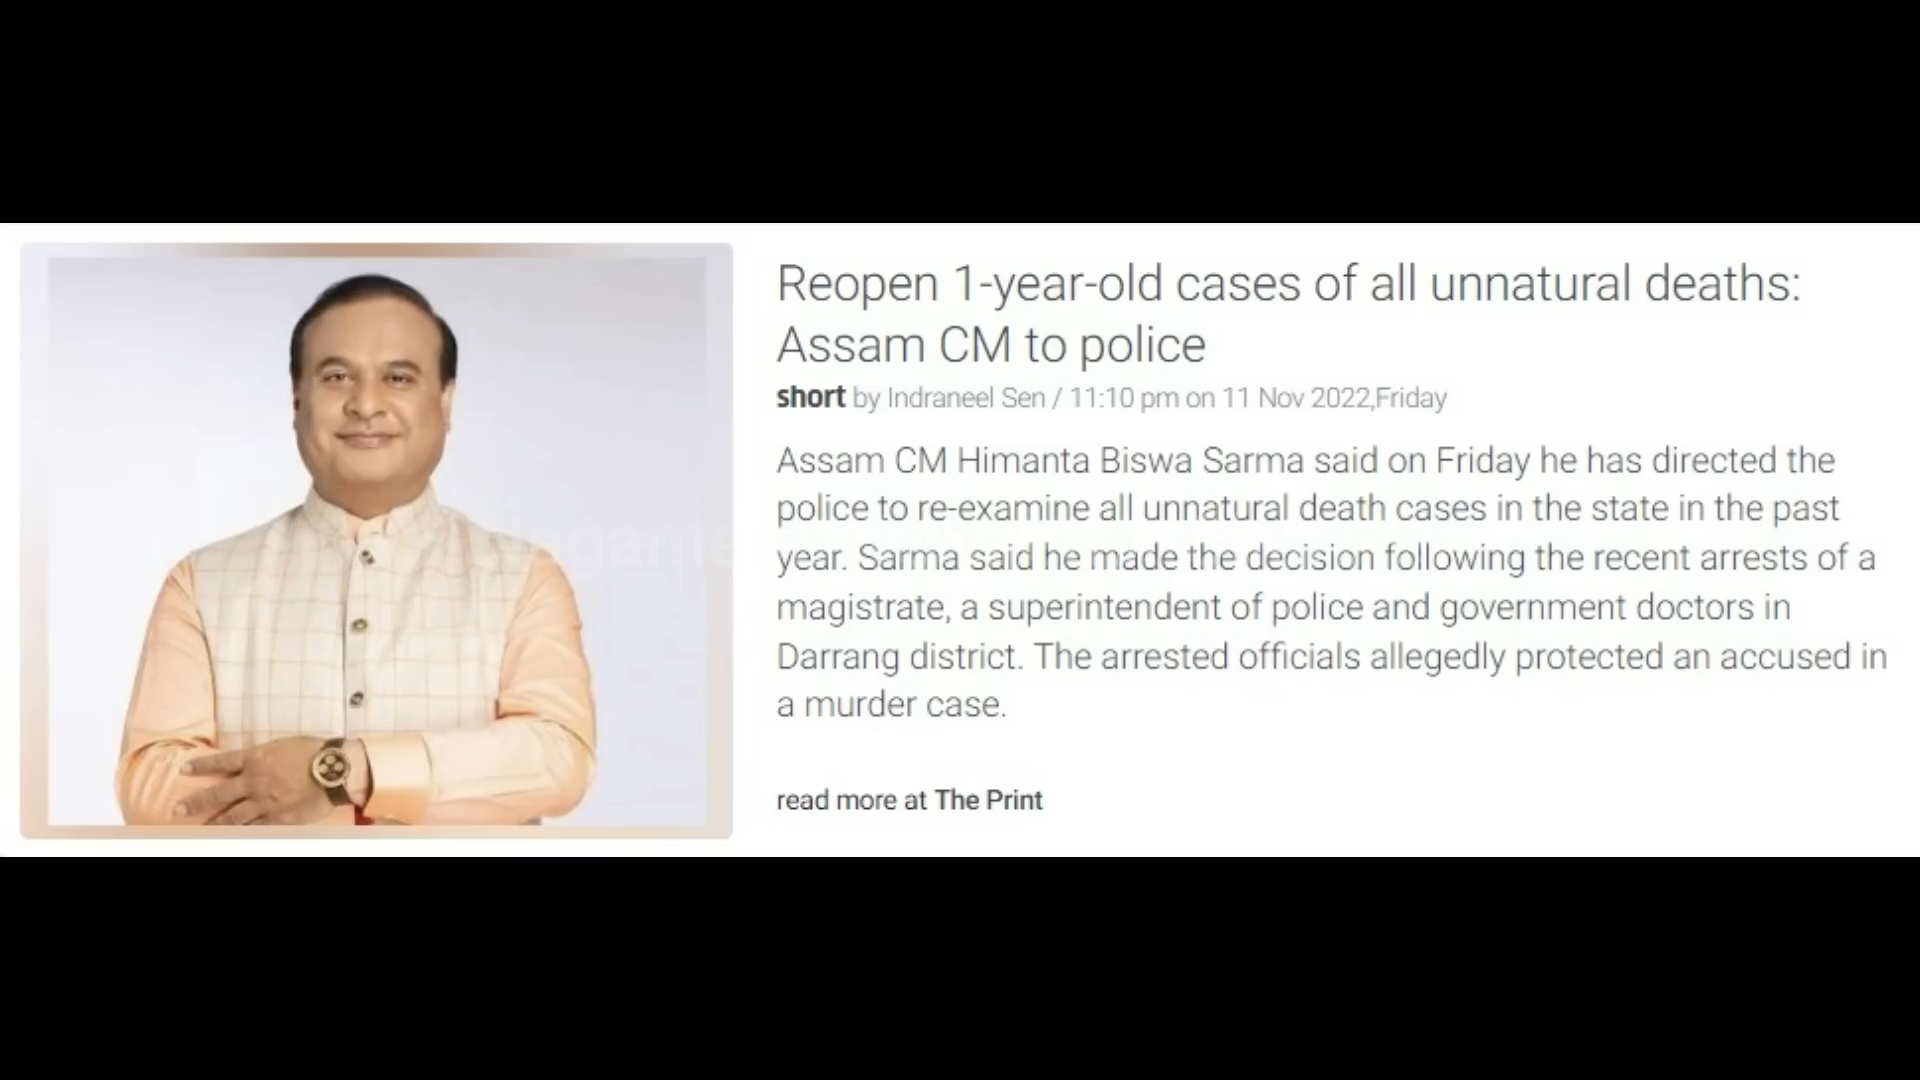 Reopen 1-year-old cases of all unnatural deaths:
Assam CM to police
short by Indraneel Sen / 11:10 pm on 11 Nov 2022,Friday
Assam CM Himanta Biswa Sarma said on Friday he has directed the
police to re-examine all unnatural death cases in the state in the past
year. Sarma said he made the decision following the recent arrests of a
magistrate, a superintendent of police and government doctors in
Darrang district. The arrested officials allegedly protected an accused in
a murder case.
read more at The Print